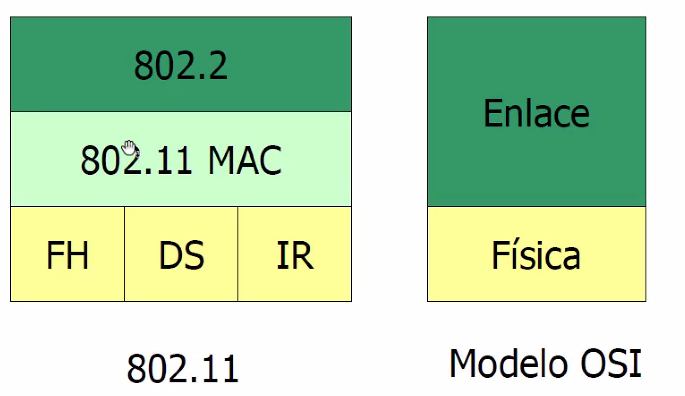 802.2
802.11 MAC
FH DS IR
802.11
Enlace
Física
Modelo OSI